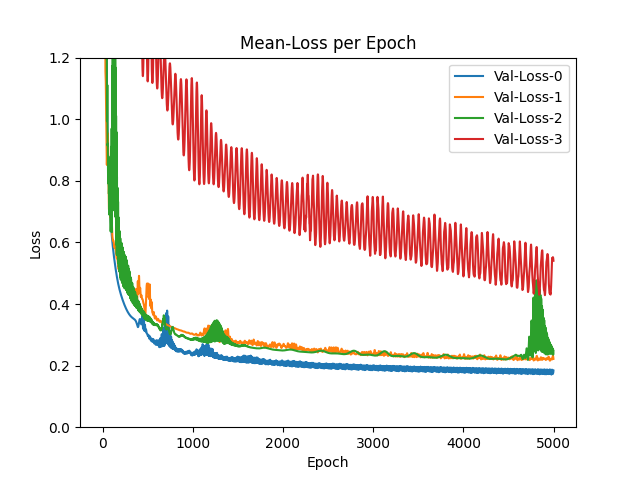 Mean-Loss per Epoch
Val-Loss-0
Val-Loss-1
Val-Loss-2
Val-Loss-3
Loss
1.2
1.0
0.8
0.6
0.4
0.2
0.0
0 1000 2000 3000 4000 5000
Epoch